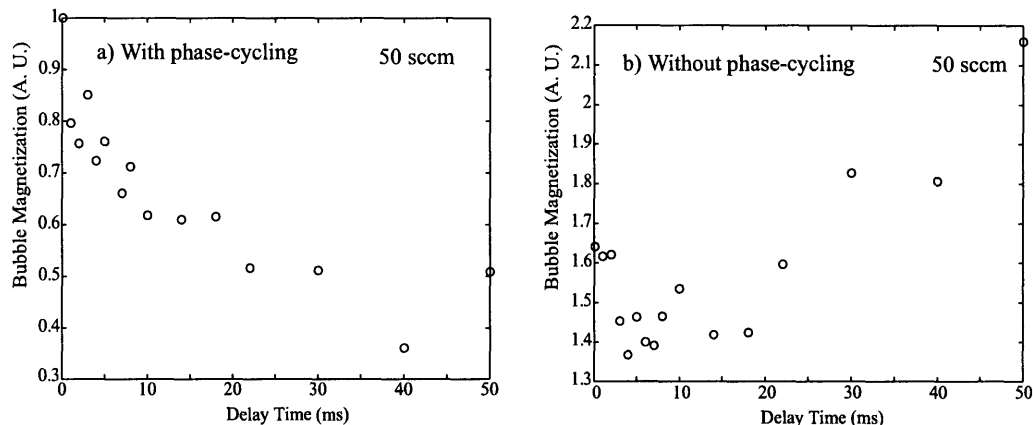 a) With phase-cycling 50 sccm
Bubble Magnetization (A. U.)
1
0.9
0.8
0.7
0.6
0.5
0.4
0.3
0 10 20 30 40 50
Delay Time (ms)
b) Without phase-cycling 50 sccm
Bubble Magnetization (A. U.)
2.2
2.1
2
1.9
1.8
1.7
1.6
1.5
1.4
1.3
0 10 20 30 40 50
Delay Time (ms)